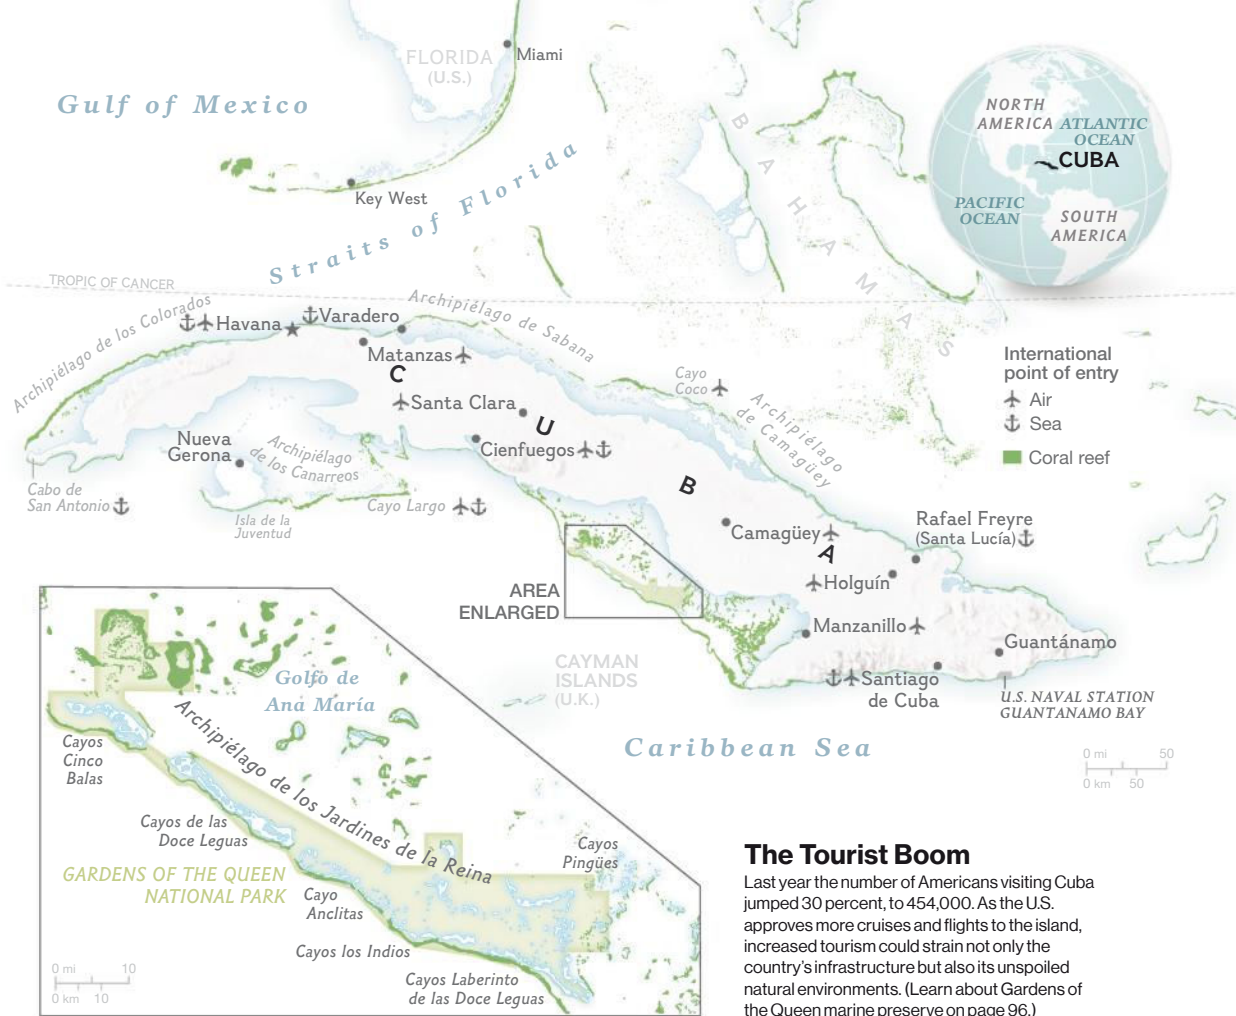 FLORIDA
(U.S.)
Miami
Gulf of Mexico
Key West
Straits of Florida
BAHAMAS
NORTH
AMERICA
ATLANTIC
OCEAN
CUBA
PACIFIC
OCEAN
SOUTH
AMERICA
TROPIC OF CANCER
Archipiélago de los Colorados
Havana
Varadero
Archipiélago de Sabana
Matanzas
CUBA
Santa Clara
Cayo
Coco
Archipiélago
de Camagüey
International
point of entry
Air
Sea
Coral reef
Nueva
Gerona
Archipiélago
de los Canarreos
Cienfuegos
Cabo de
San Antonio
Isla de la
Juventud
Cayo Largo
Camagüey
Rafael Freyre
(Santa Lucía)
Holguín
AREA
ENLARGED
Manzanillo
Guantánamo
CAYMAN
ISLANDS
(U.K.)
Santiago
de Cuba
U.S. NAVAL STATION
GUANTANAMO BAY
Caribbean Sea
0 mi 50
0 km 50
Golfo de
Ana María
Archipiélago de los Jardines de la Reina
Cayos
Cinco
Balas
Cayos de las
Doce Leguas
GARDENS OF THE QUEEN
NATIONAL PARK
Cayo
Anclitas
Cayos
Pingües
Cayos los Indios
Cayos Laberinto
de las Doce Leguas
0 mi 10
0 km 10
The Tourist Boom
Last year the number of Americans visiting Cuba
jumped 30 percent, to 454,000. As the U.S.
approves more cruises and flights to the island,
increased tourism could strain not only the
country's infrastructure but also its unspoiled
natural environments. (Learn about Gardens of
the Queen marine preserve on page 96.)